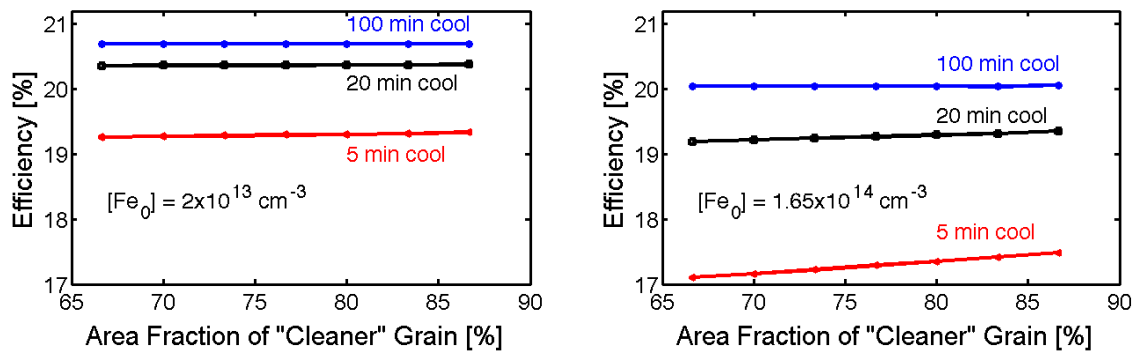 21
20
19
18
17
Efficiency [%]
100 min cool
20 min cool
5 min cool
[Fe0] = 2x10^13 cm^-3
65 70 75 80 85 90
Area Fraction of "Cleaner" Grain [%]
21
20
19
18
17
Efficiency [%]
100 min cool
20 min cool
[Fe0] = 1.65x10^14 cm^-3
5 min cool
65 70 75 80 85 90
Area Fraction of "Cleaner" Grain [%]